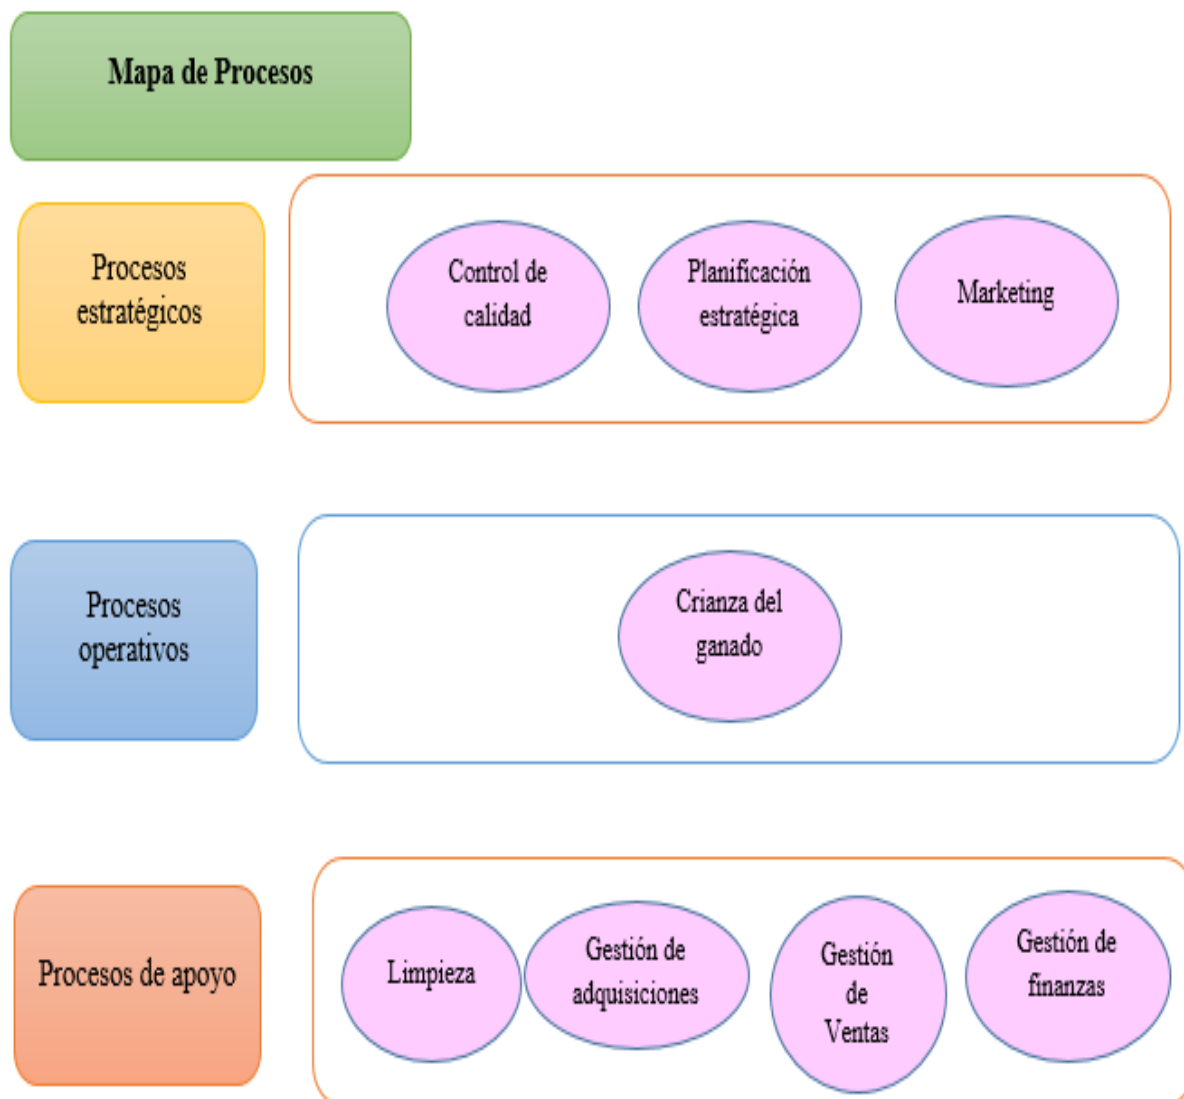 Mapa de Procesos
Procesos
estratégicos
Control de
calidad
Planificación
estratégica
Marketing
Procesos
operativos
Crianza del
ganado
Procesos de apoyo
Limpieza
Gestión de
adquisiciones
Gestión
de
Ventas
Gestión de
finanzas